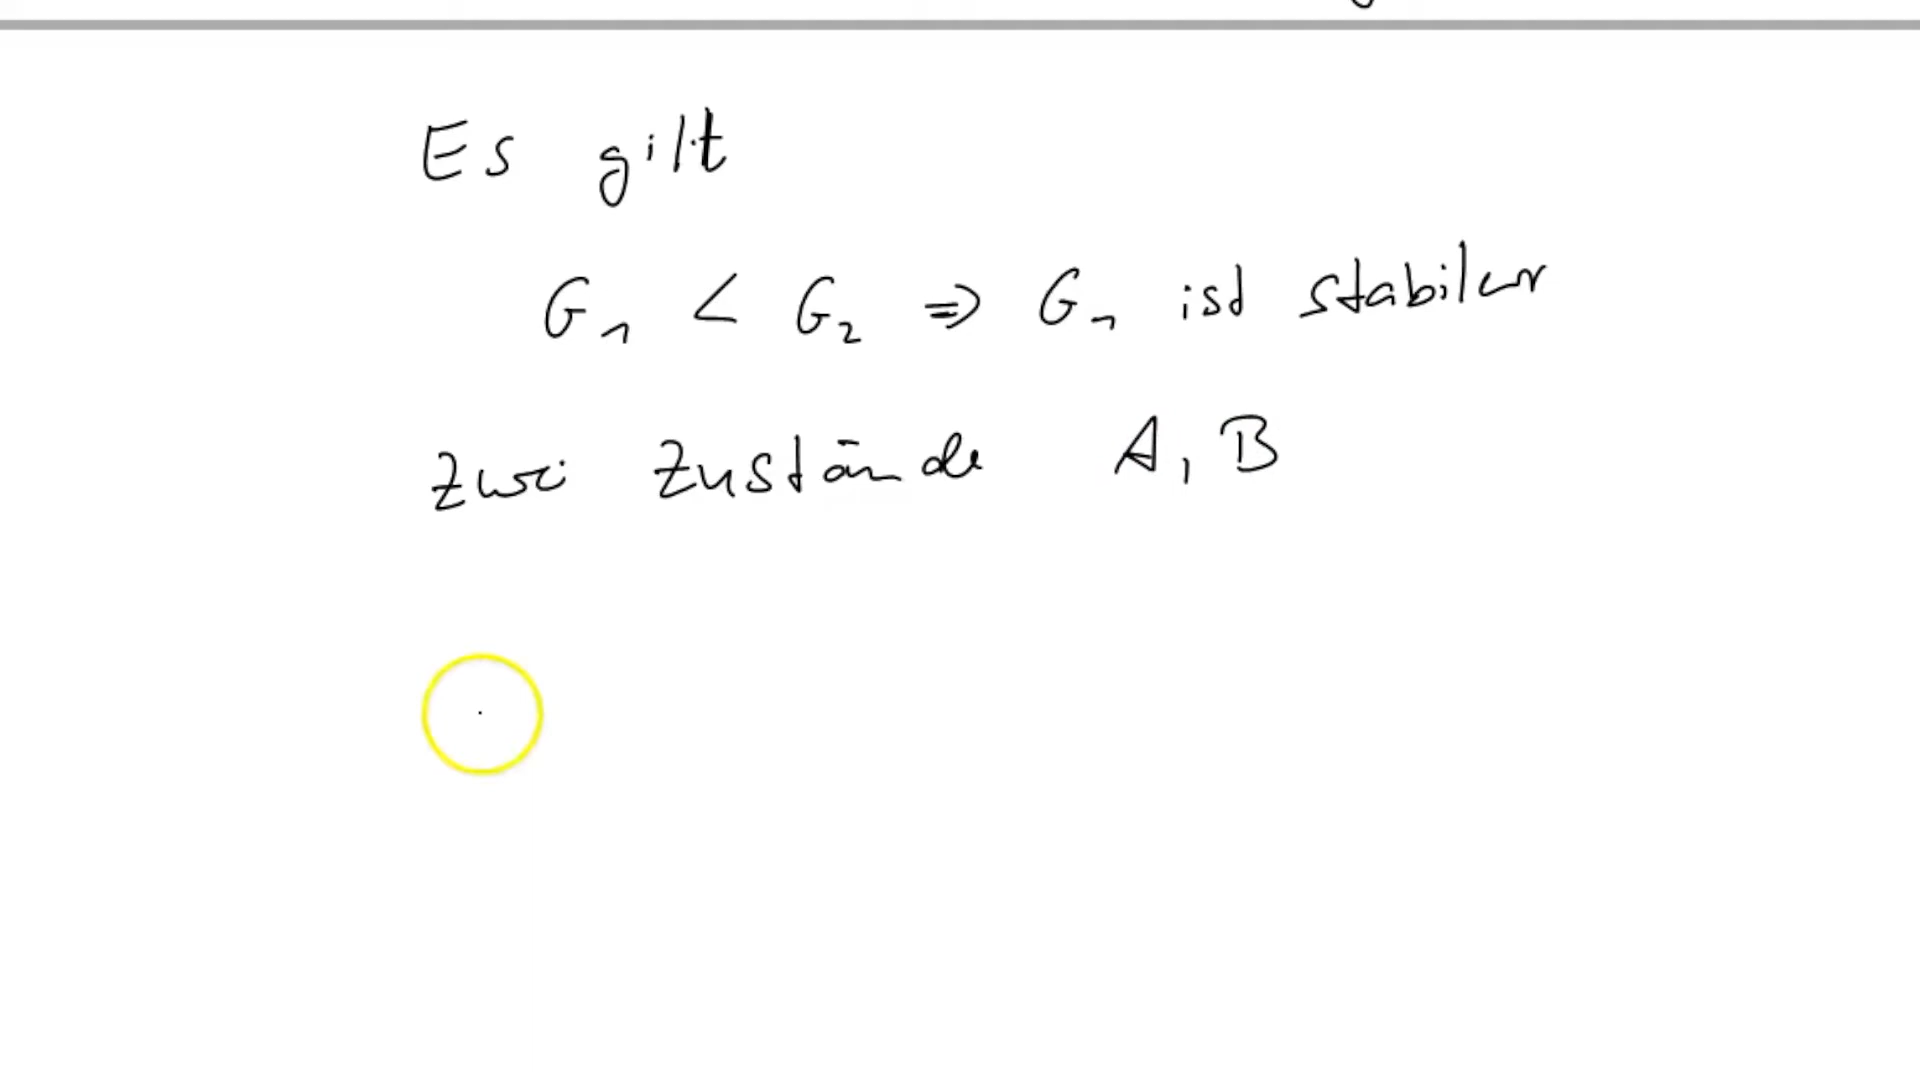 Es gilt
G₁ < G₂ ⇒ G₁ ist stabiler
Zwei Zustände A, B